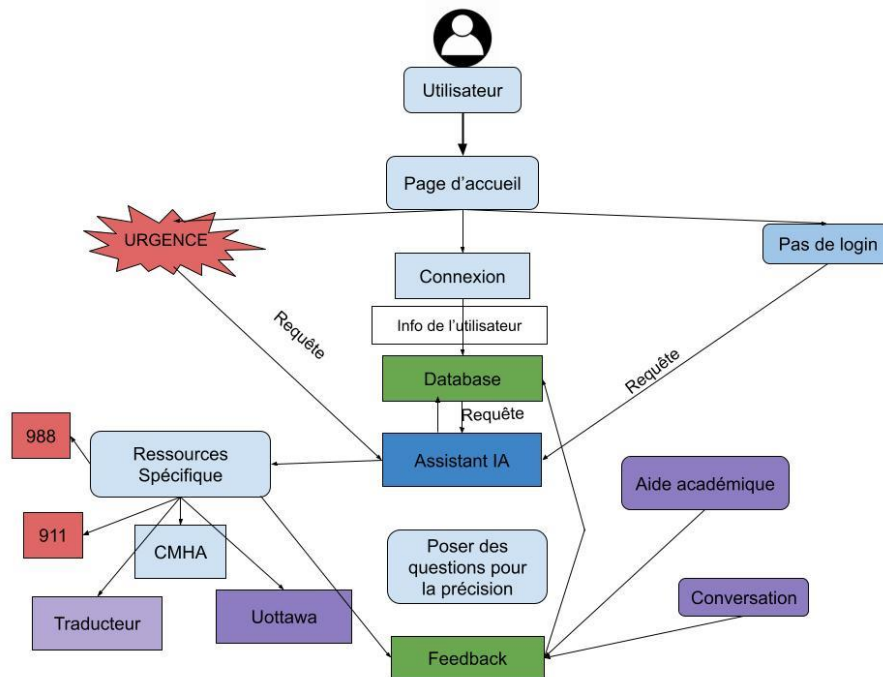 Utilisateur
Page d'accueil
URGENCE
Pas de login
Connexion
Info de l'utilisateur
Requête
Requête
Database
Requête
988
Ressources
Spécifique
Assistant IA
Aide académique
911
CMHA
Poser des
questions pour
la précision
Traducteur
Uottawa
Conversation
Feedback